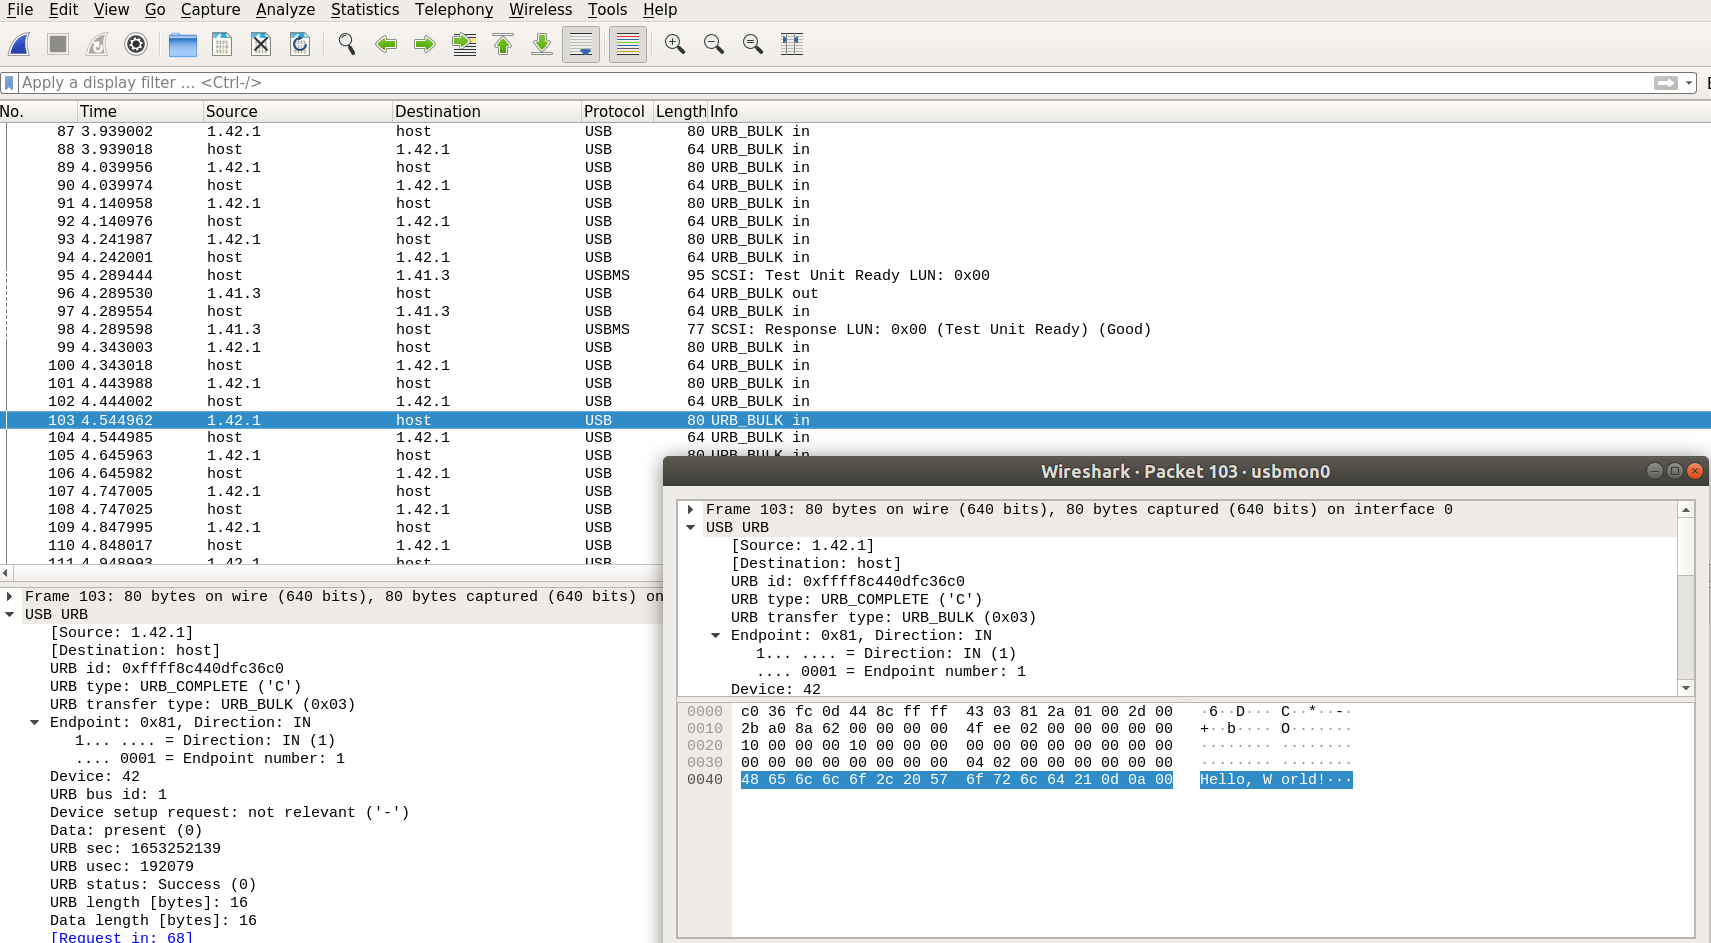 File Edit View Go Capture Analyze Statistics Telephony Wireless Tools Help
Apply a display filter … <Ctrl-/>
No. Time Source Destination Protocol Length Info
87 3.939002 1.42.1 host USB 80 URB_BULK in
88 3.939018 host 1.42.1 USB 64 URB_BULK in
89 4.039956 1.42.1 host USB 80 URB_BULK in
90 4.039974 host 1.42.1 USB 64 URB_BULK in
91 4.140958 1.42.1 host USB 80 URB_BULK in
92 4.140976 host 1.42.1 USB 64 URB_BULK in
93 4.241987 1.42.1 host USB 80 URB_BULK in
94 4.242001 host 1.42.1 USB 64 URB_BULK in
95 4.289444 host 1.41.3 USBMS 95 SCSI: Test Unit Ready LUN: 0x00
96 4.289530 1.41.3 host USB 64 URB_BULK out
97 4.289554 host 1.41.3 USB 64 URB_BULK in
98 4.289598 1.41.3 host USBMS 77 SCSI: Response LUN: 0x00 (Test Unit Ready) (Good)
99 4.343003 1.42.1 host USB 80 URB_BULK in
100 4.343018 host 1.42.1 USB 64 URB_BULK in
101 4.443988 1.42.1 host USB 80 URB_BULK in
102 4.444002 host 1.42.1 USB 64 URB_BULK in
103 4.544962 1.42.1 host USB 80 URB_BULK in
104 4.544985 host 1.42.1 USB 64 URB_BULK in
105 4.645963 1.42.1 host USB 80 URB_BULK in
106 4.645982 host 1.42.1 USB
107 4.747005 1.42.1 host USB
108 4.747025 host 1.42.1 USB
109 4.847995 1.42.1 host USB
110 4.848017 host 1.42.1 USB
111 4.948993 1.42.1 host USB
Frame 103: 80 bytes on wire (640 bits), 80 bytes captured (640 bits) on
USB URB
[Source: 1.42.1]
[Destination: host]
URB id: 0xffff8c440dfc36c0
URB type: URB_COMPLETE ('C')
URB transfer type: URB_BULK (0x03)
Endpoint: 0x81, Direction: IN
1... .... = Direction: IN (1)
.... 0001 = Endpoint number: 1
Device: 42
URB bus id: 1
Device setup request: not relevant ('-')
Data: present (0)
URB sec: 1653252139
URB usec: 192079
URB status: Success (0)
URB length [bytes]: 16
Data length [bytes]: 16
[Request in: 68]
Wireshark · Packet 103 · usbmon0
Frame 103: 80 bytes on wire (640 bits), 80 bytes captured (640 bits) on interface 0
USB URB
[Source: 1.42.1]
[Destination: host]
URB id: 0xffff8c440dfc36c0
URB type: URB_COMPLETE ('C')
URB transfer type: URB_BULK (0x03)
Endpoint: 0x81, Direction: IN
1... .... = Direction: IN (1)
.... 0001 = Endpoint number: 1
Device: 42
0000 c0 36 fc 0d 44 8c ff ff 43 03 81 2a 01 00 2d 00 ·6··D··· C··*··-·
0010 2b a0 8a 62 00 00 00 00 4f ee 02 00 00 00 00 00 +··b···· O·······
0020 10 00 00 00 10 00 00 00 00 00 00 00 00 00 00 00 ········ ········
0030 00 00 00 00 00 00 00 00 04 02 00 00 00 00 00 00 ········ ········
0040 48 65 6c 6c 6f 2c 20 57 6f 72 6c 64 21 0d 0a 00 Hello, W orld!···